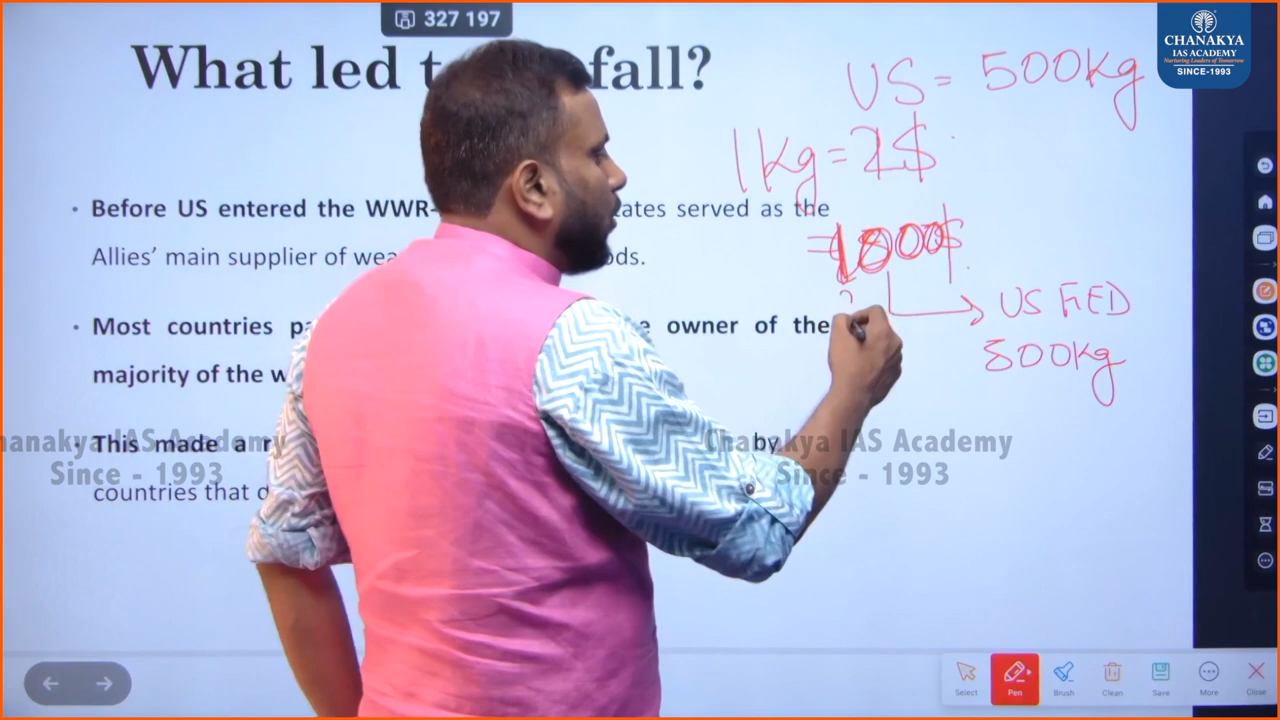 327 197
CHANAKYA
IAS ACADEMY
Nurturing Leaders of Tomorrow
SINCE-1993
What led t fall?
US = 500kg
1kg = 2$
= 1000$
US FED
500kg
• Before US entered the WWR- tates served as the
Allies’ main supplier of wea ods.
• Most countries pa e owner of the
majority of the w
• This made a r by
countries that d
hanakya IAS Academy
Since - 1993
Chanakya IAS Academy
Since - 1993
Select
Pen
Brush
Clean
Save
More
Close